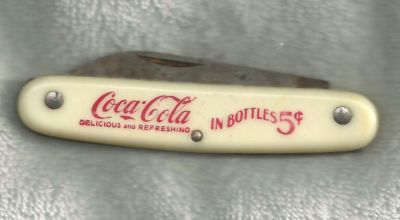 Coca-Cola
DELICIOUS and REFRESHING
IN BOTTLES 5¢